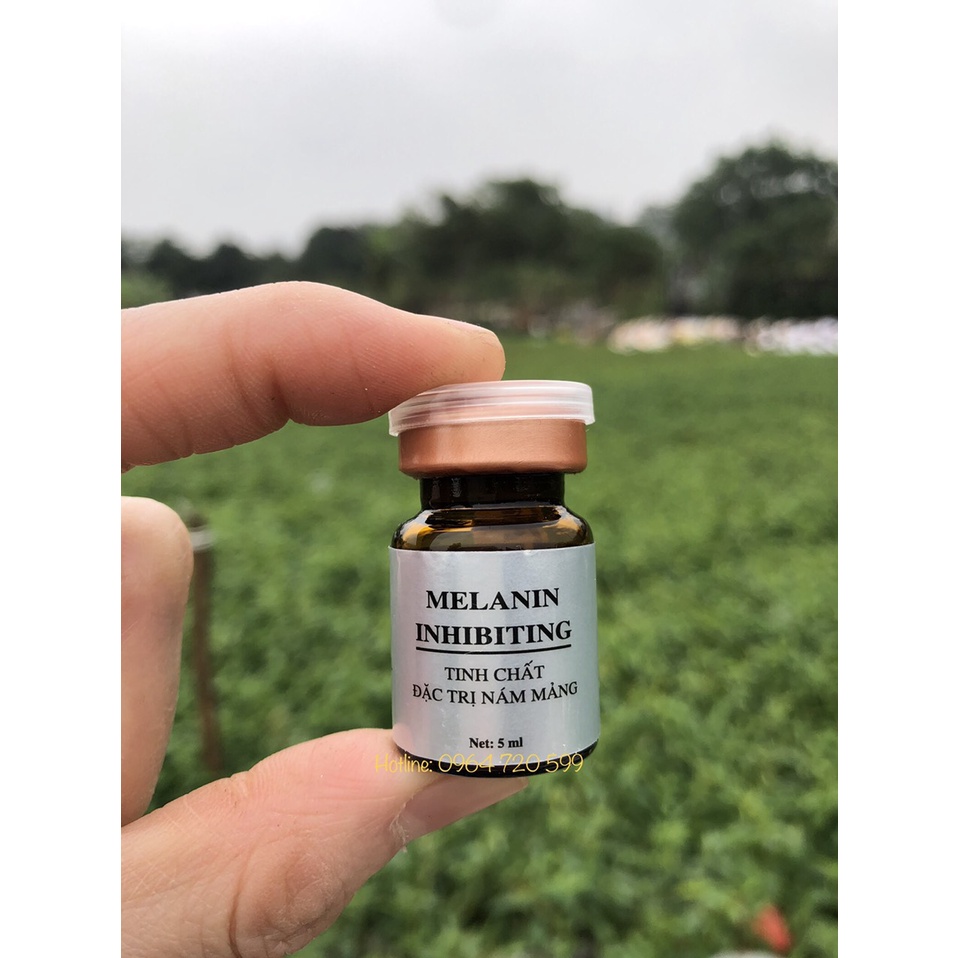 MELANIN
INHIBITING
TINH CHẤT
ĐẶC TRỊ NÁM MẢNG
Net: 5 ml
Hotline: 0964 720 599